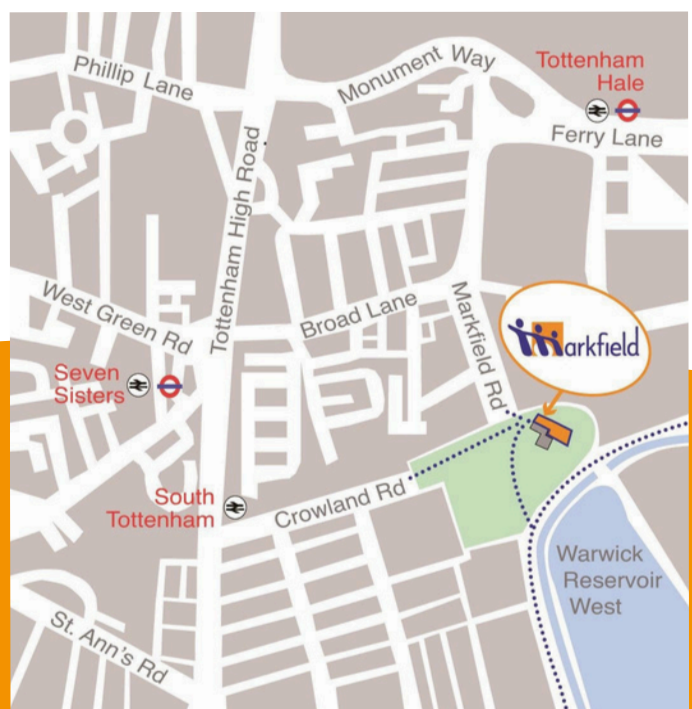 Phillip Lane
Monument Way
Tottenham
Hale
Ferry Lane
Tottenham High Road
West Green Rd
Broad Lane
Markfield Rd
Markfield
Seven
Sisters
South
Tottenham
Crowland Rd
Warwick
Reservoir
West
St. Ann's Rd